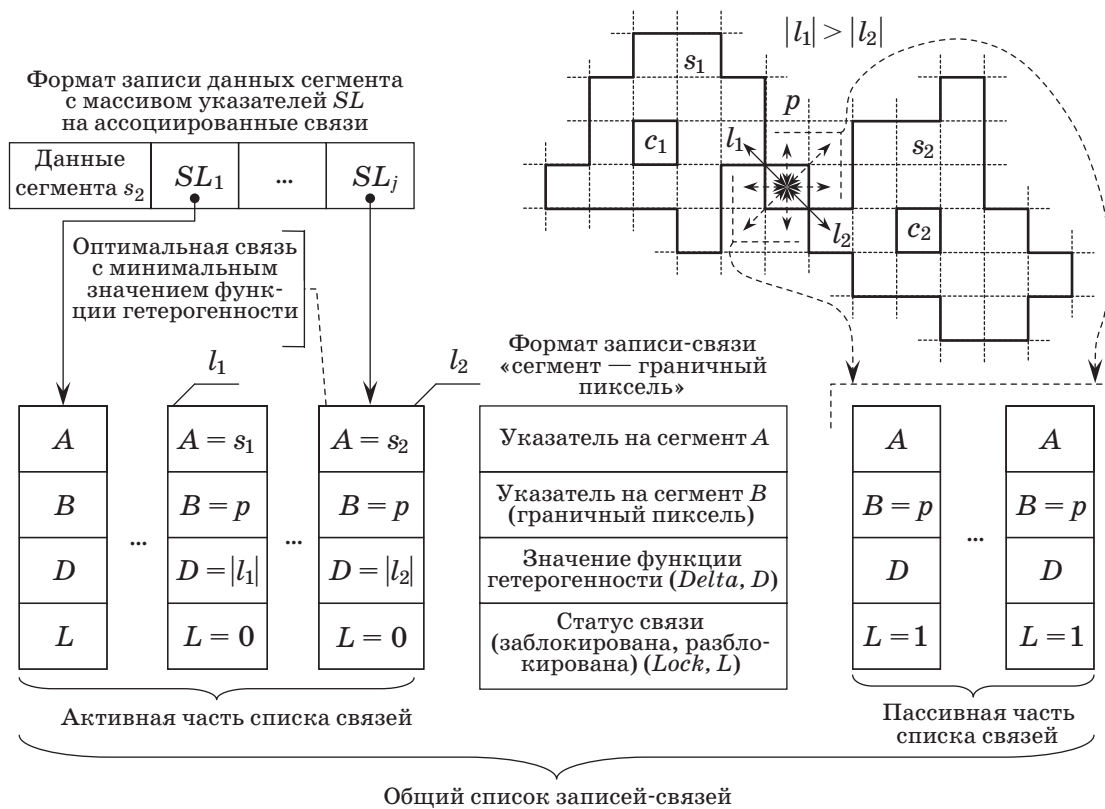 Формат записи данных сегмента
с массивом указателей SL
на ассоциированные связи
Данные
сегмента s₂
SL₁
...
SLⱼ
|l₁| > |l₂|
s₁
c₁
p
l₁
s₂
l₂
c₂
Оптимальная связь
с минимальным
значением функ-
ции гетерогенности
l₁
l₂
Формат записи-связи
«сегмент — граничный
пиксель»
A
B
D
L
...
A = s₁
B = p
D = |l₁|
L = 0
...
A = s₂
B = p
D = |l₂|
L = 0
Указатель на сегмент A
Указатель на сегмент B
(граничный пиксель)
Значение функции
гетерогенности (Delta, D)
Статус связи
(заблокирована, разбло-
кирована) (Lock, L)
A
B = p
D
L = 1
...
A
B = p
D
L = 1
Активная часть списка связей
Пассивная часть
списка связей
Общий список записей-связей